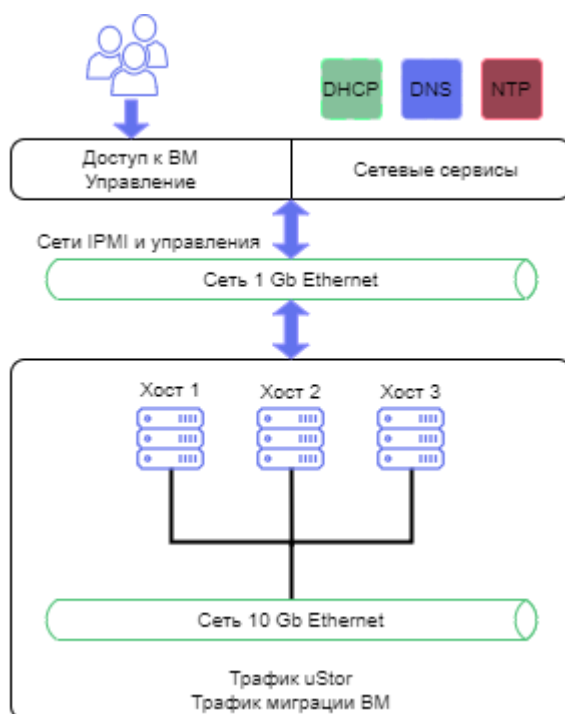 DHCP
DNS
NTP
Доступ к ВМ
Управление
Сетевые сервисы
Сети IPMI и управления
Сеть 1 Gb Ethernet
Хост 1
Хост 2
Хост 3
Сеть 10 Gb Ethernet
Трафик uStor
Трафик миграции ВМ